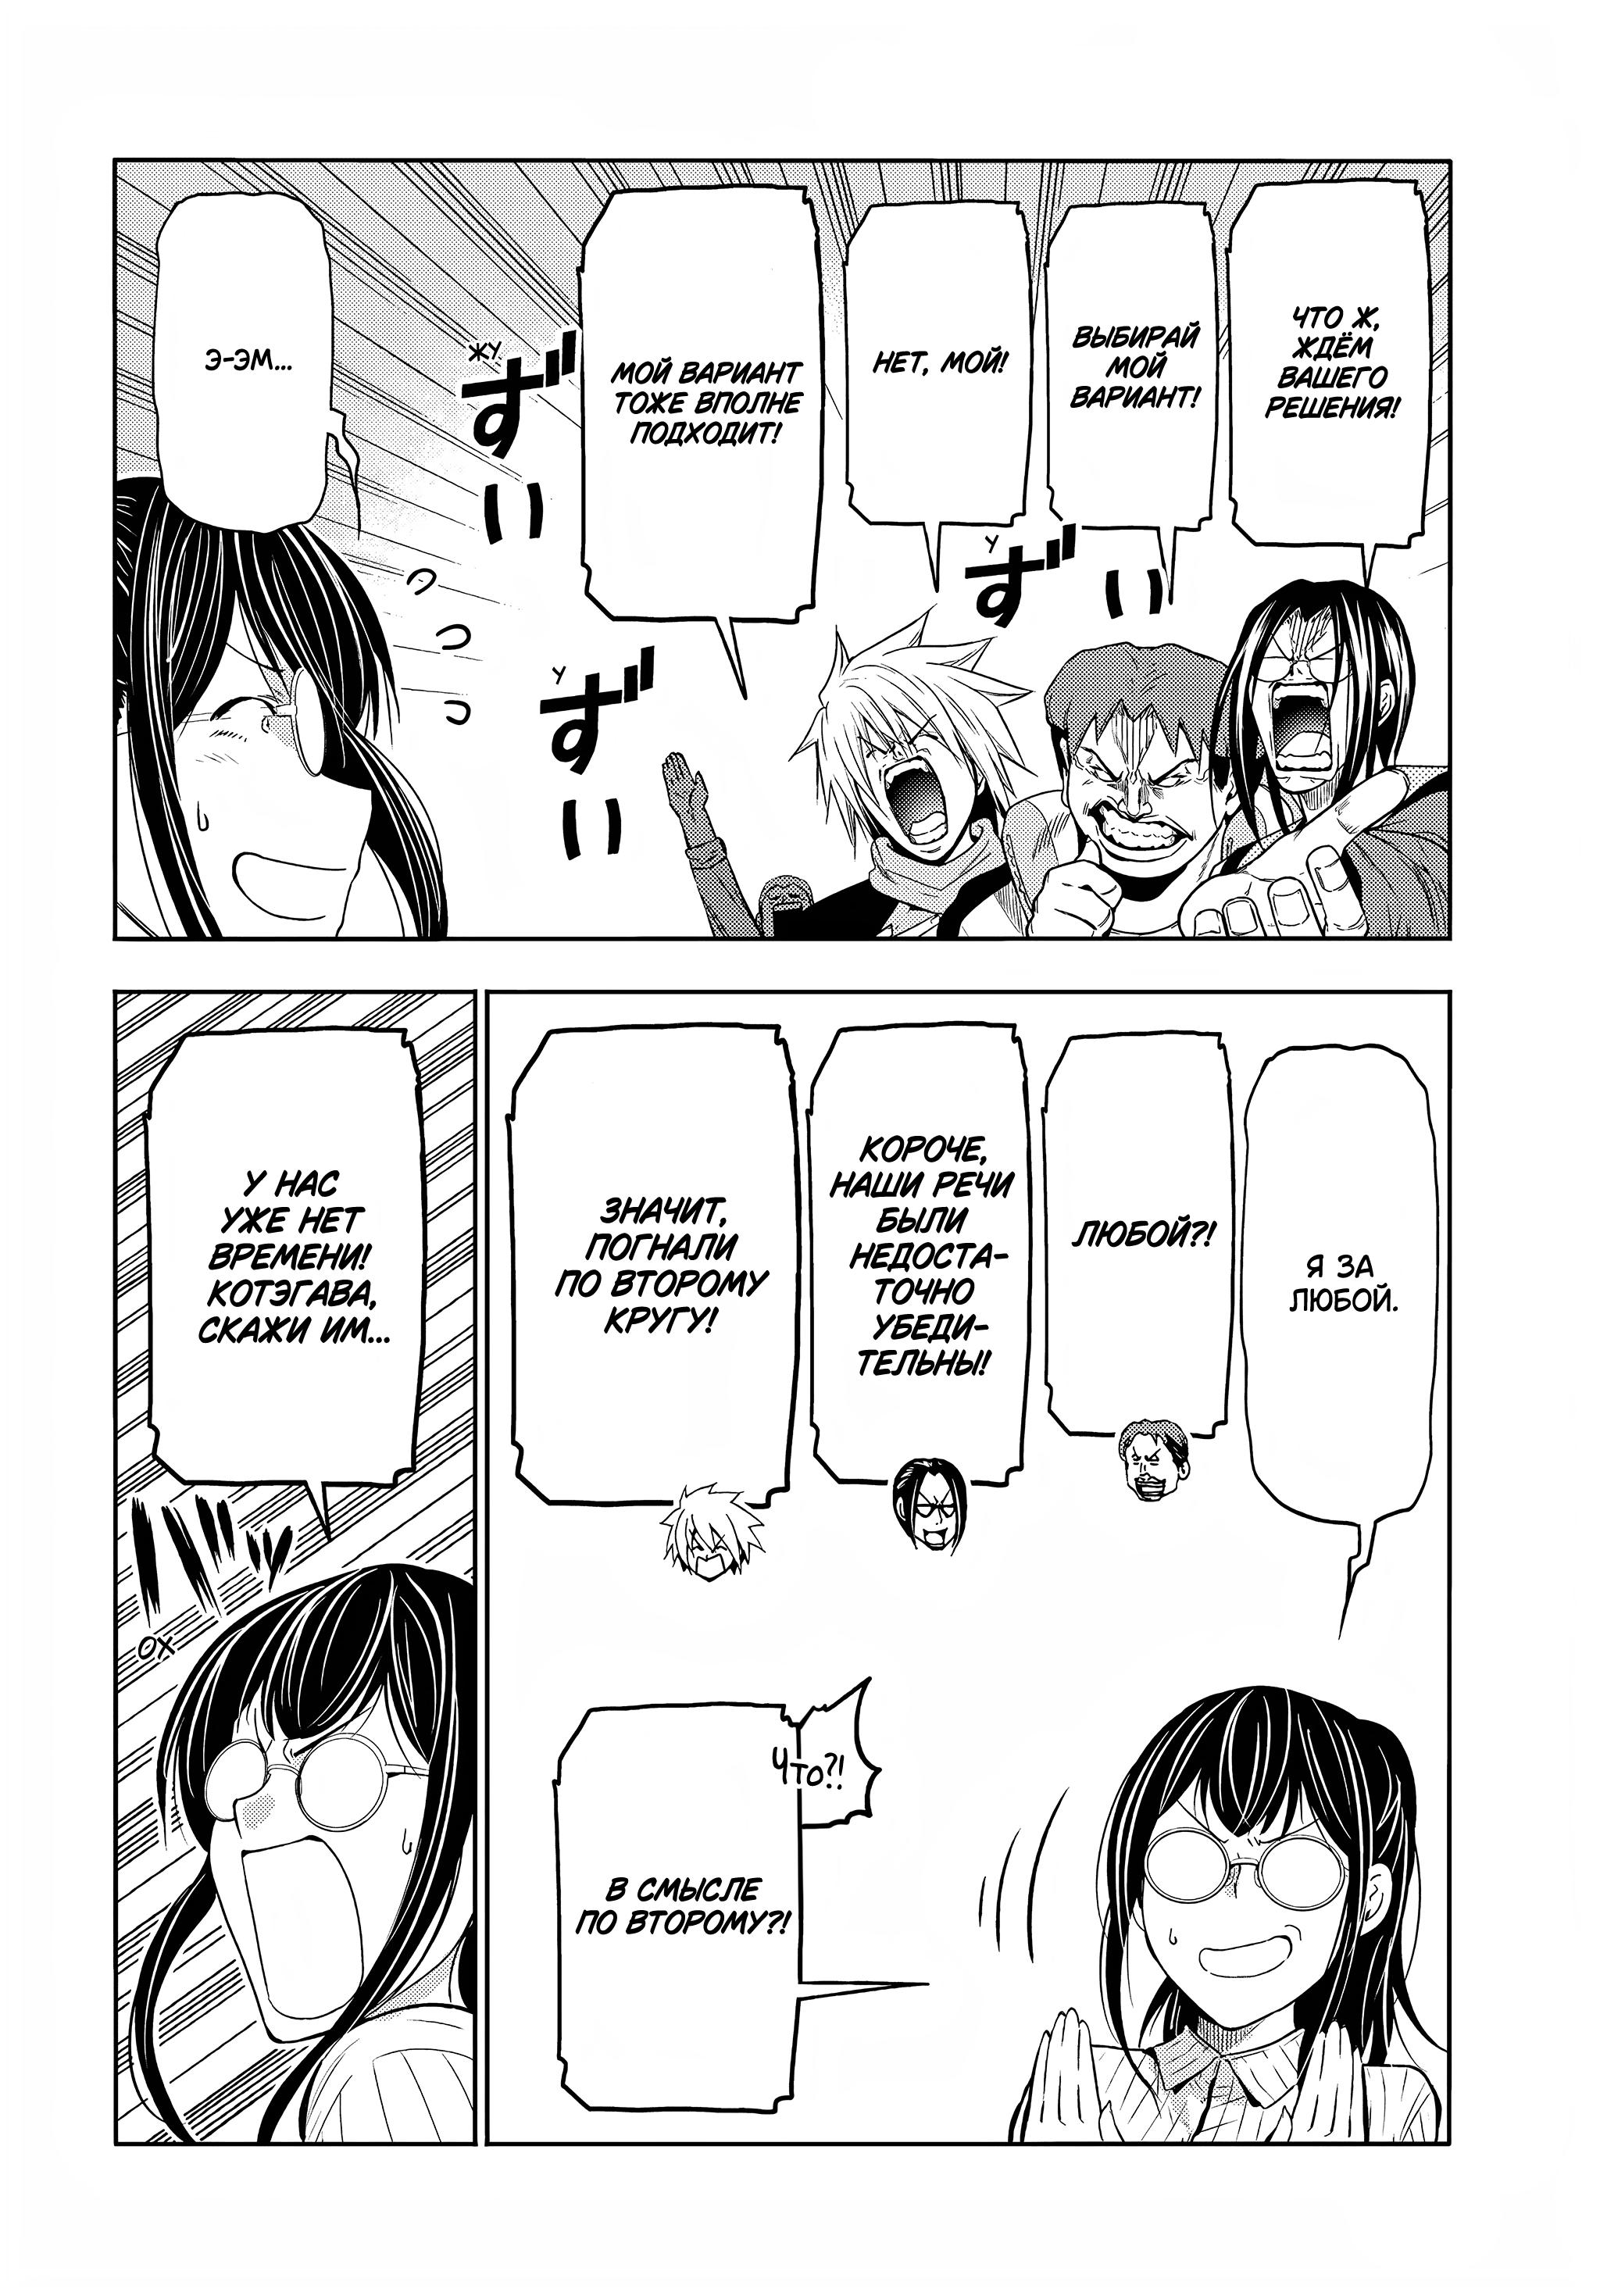 ЧТО Ж,
ЖДЁМ
ВАШЕГО
РЕШЕНИЯ!
ВЫБИРАЙ
МОЙ
ВАРИАНТ!
НЕТ, МОЙ!
МОЙ ВАРИАНТ
ТОЖЕ ВПОЛНЕ
ПОДХОДИТ!
У
ずい
ЖУ
ずい
У
ずい
Э-ЭМ...
Я ЗА
ЛЮБОЙ.
ЛЮБОЙ?!
КОРОЧЕ,
НАШИ РЕЧИ
БЫЛИ
НЕДОСТА-
ТОЧНО
УБЕДИ-
ТЕЛЬНЫ!
ЗНАЧИТ,
ПОГНАЛИ
ПО ВТОРОМУ
КРУГУ!
ЧТО?!
В СМЫСЛЕ
ПО ВТОРОМУ?!
У НАС
УЖЕ НЕТ
ВРЕМЕНИ!
КОТЭГАВА,
СКАЖИ ИМ...
バッ
ОХ